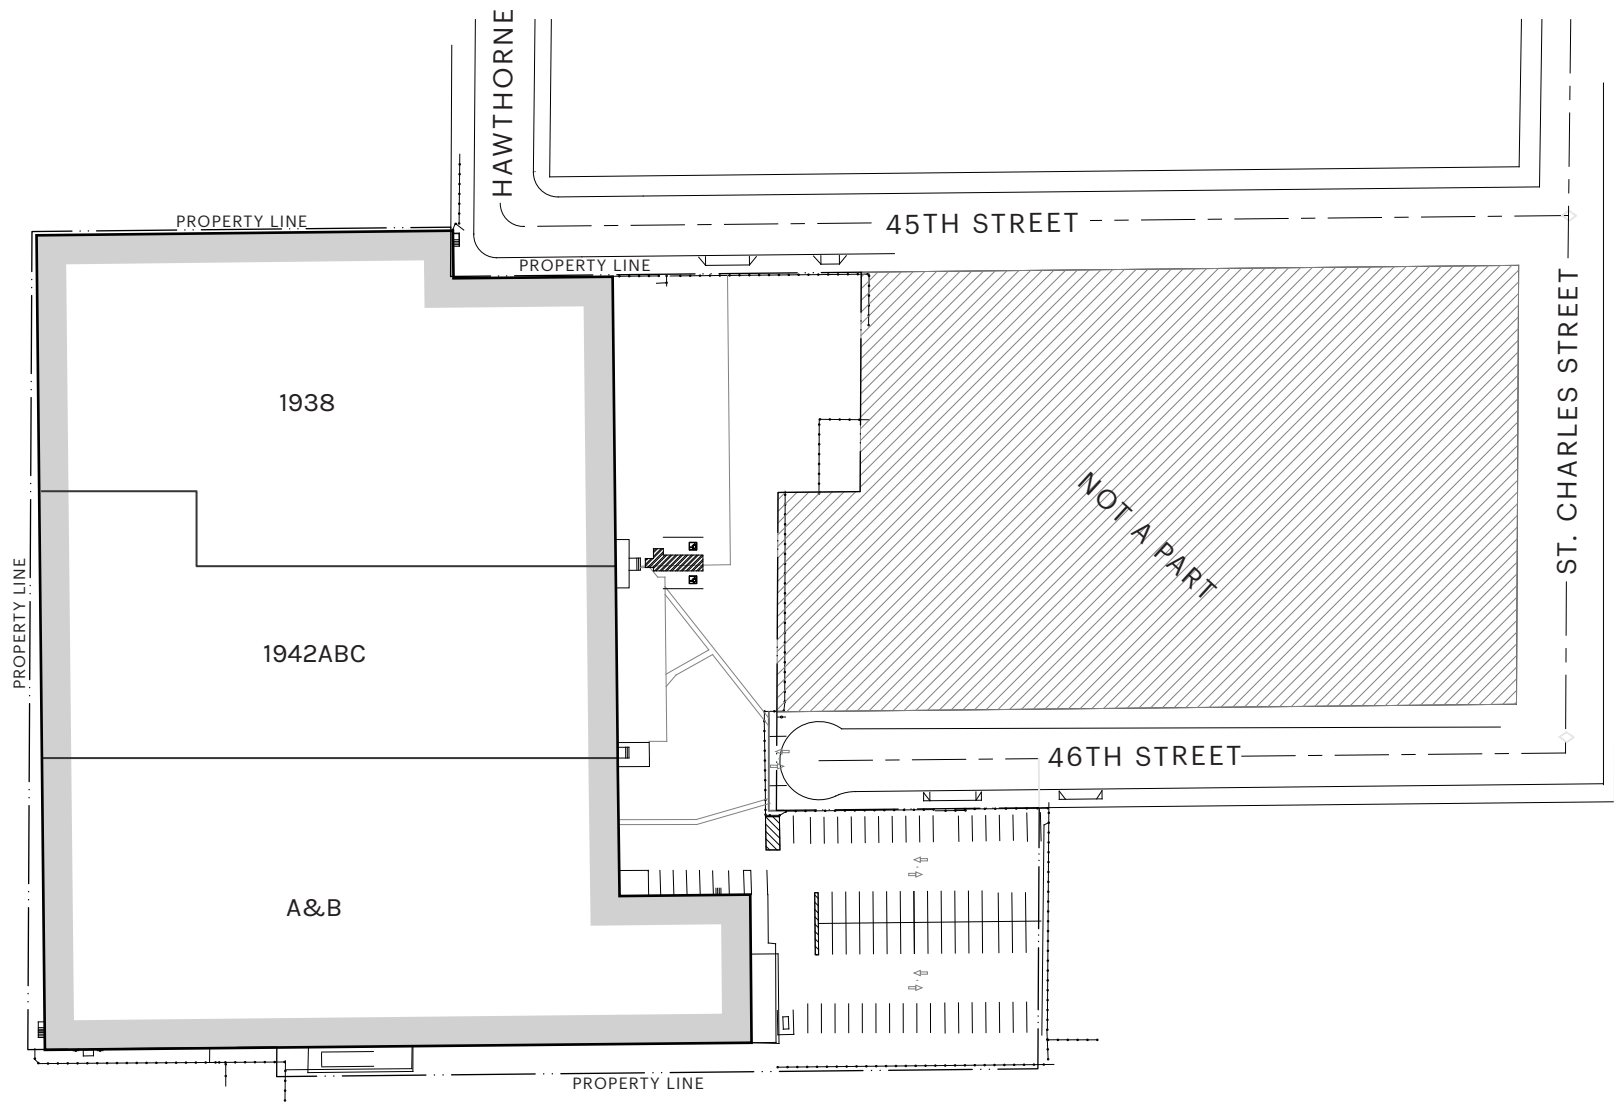 HAWTHORNE
PROPERTY LINE
45TH STREET
PROPERTY LINE
ST. CHARLES STREET
1938
NOT A PART
PROPERTY LINE
1942ABC
46TH STREET
A&B
PROPERTY LINE